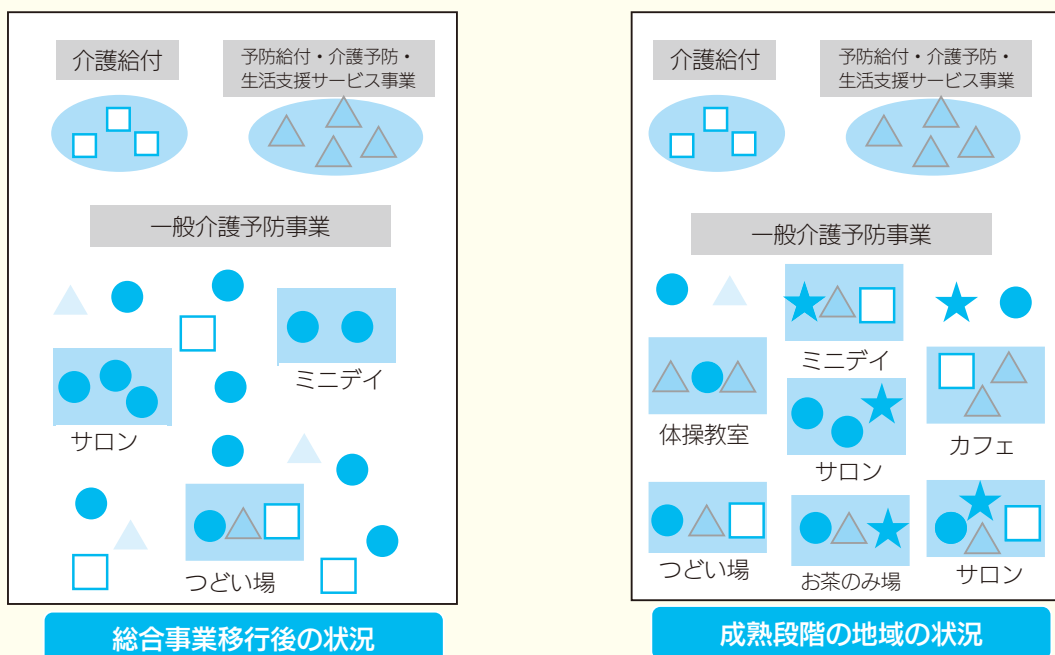 介護給付
予防給付・介護予防・
生活支援サービス事業
一般介護予防事業
ミニデイ
サロン
つどい場
総合事業移行後の状況
介護給付
予防給付・介護予防・
生活支援サービス事業
一般介護予防事業
ミニデイ
体操教室
サロン
カフェ
つどい場
お茶のみ場
サロン
成熟段階の地域の状況